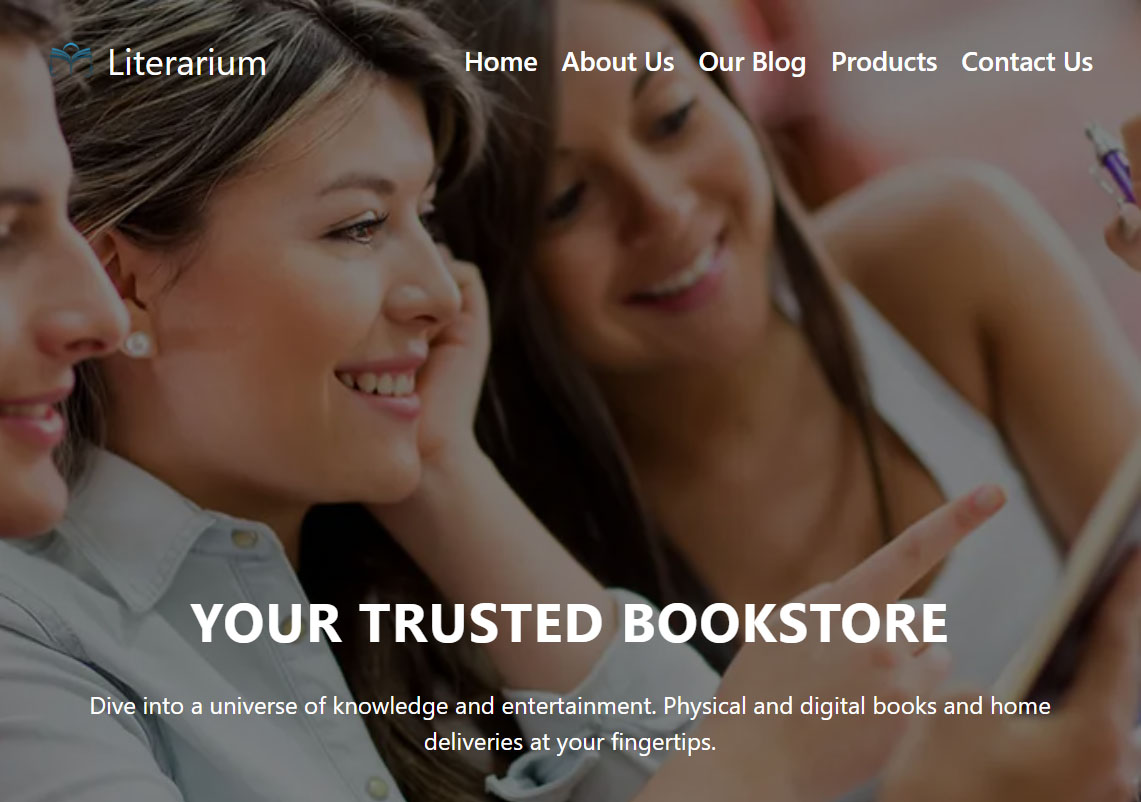 Literarium
Home About Us Our Blog Products Contact Us
YOUR TRUSTED BOOKSTORE
Dive into a universe of knowledge and entertainment. Physical and digital books and home
deliveries at your fingertips.